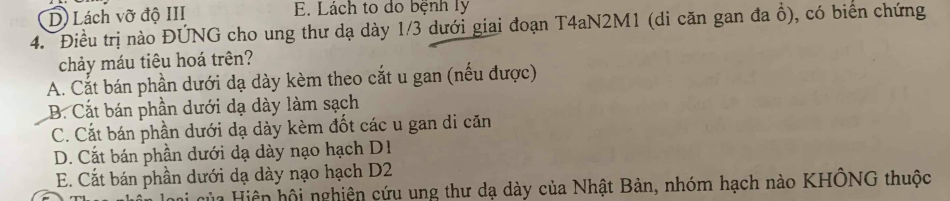 D Lách vỡ độ III E. Lách to do bệnh lý
4. Điều trị nào ĐÚNG cho ung thư dạ dày 1/3 dưới giai đoạn T4aN2M1 (di căn gan đa ổ), có biến chứng
chảy máu tiêu hoá trên?
A. Cắt bán phần dưới dạ dày kèm theo cắt u gan (nếu được)
B. Cắt bán phần dưới dạ dày làm sạch
C. Cắt bán phần dưới dạ dày kèm đốt các u gan di căn
D. Cắt bán phần dưới dạ dày nạo hạch D1
E. Cắt bán phần dưới dạ dày nạo hạch D2
loại của Hiệp hội nghiên cứu ung thư dạ dày của Nhật Bản, nhóm hạch nào KHÔNG thuộc